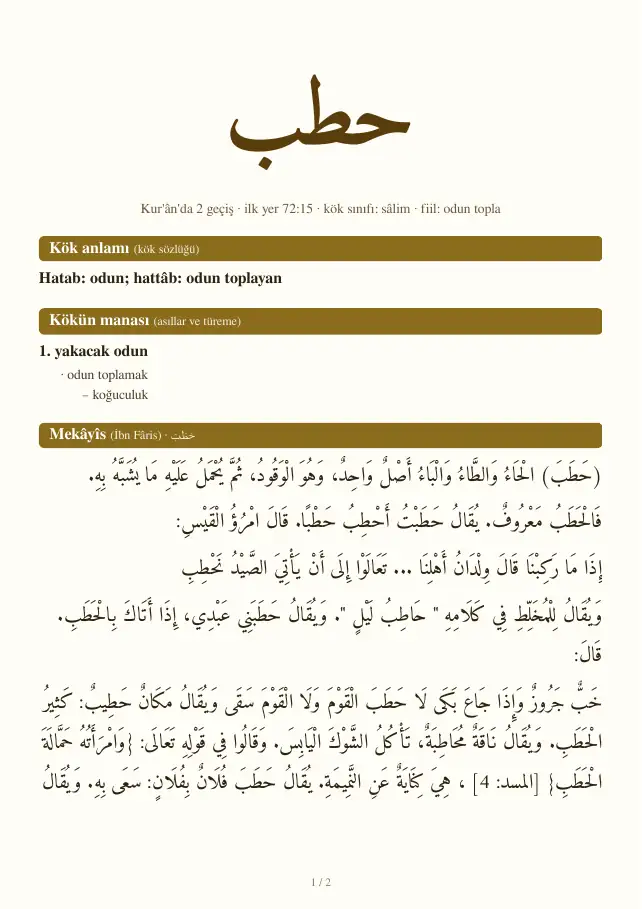 حطب
Kur'ân'da 2 geçiş · ilk yer 72:15 · kök sınıfı: sâlim · fiil: odun topla
Kök anlamı (kök sözlüğü)
Hatab: odun; hattâb: odun toplayan
Kökün manası (asıllar ve türeme)
1. yakacak odun
· odun toplamak
– koğuculuk
Mekâyîs (İbn Fâris) · حَطَبَ
(حَطَبَ) الْحَاءُ وَالطَّاءُ وَالْبَاءُ أَصْلٌ وَاحِدٌ، وَهُوَ الْوَقُودُ، ثُمَّ يُحْمَلُ عَلَيْهِ مَا يُشَبَّهُ بِهِ.
فَالْحَطَبُ مَعْرُوفٌ. يُقَالُ حَطَبْتُ أَحْطِبُ حَطْبًا. قَالَ امْرُؤُ الْقَيْسِ:
إِذَا مَا رَكِبْنَا قَالَ وِلْدَانُ أَهْلِنَا ... تَعَالَوْا إِلَى أَنْ يَأْتِيَ الصَّيْدُ نَحْطِبِ
وَيُقَالُ لِلْمُخَلِّطِ فِي كَلَامِهِ " حَاطِبُ لَيْلٍ ". وَيُقَالُ حَطَبَنِي عَبْدِي، إِذَا أَتَاكَ بِالْحَطَبِ.
قَالَ:
خَبٌّ جَرُوزٌ وَإِذَا جَاعَ بَكَى لَا حَطَبَ الْقَوْمَ وَلَا الْقَوْمَ سَقَى وَيُقَالُ مَكَانٌ حَطِيبٌ: كَثِيرُ
الْحَطَبِ. وَيُقَالُ نَاقَةٌ مُحَاطِبَةٌ، تَأْكُلُ الشَّوْكَ الْيَابِسَ. وَقَالُوا فِي قَوْلِهِ تَعَالَى: {وَامْرَأَتُهُ حَمَّالَةَ
الْحَطَبِ} [المسد: 4] ، هِيَ كِنَايَةٌ عَنِ النَّمِيمَةِ. يُقَالُ حَطَبَ فُلَانٌ بِفُلَانٍ: سَعَى بِهِ. وَيُقَالُ
1 / 2